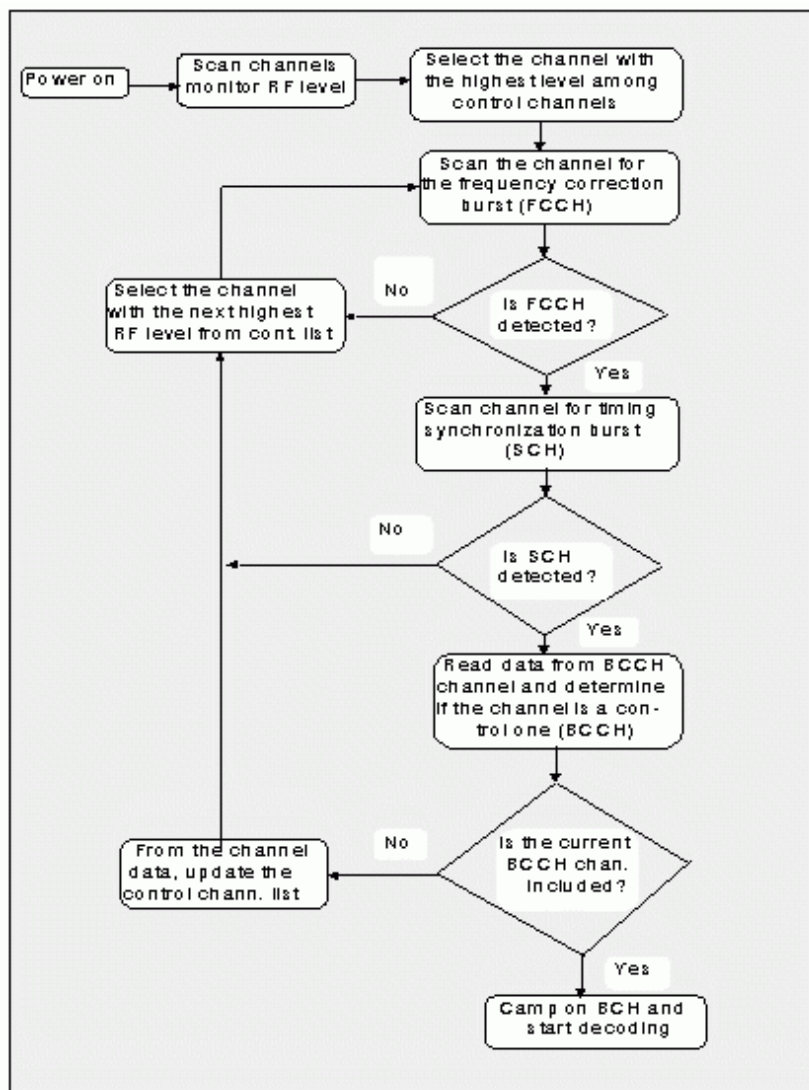 Power on
Scan channels
monitor RF level
Select the channel with
the highest level among
control channels
Scan the channel for
the frequency correction
burst (FCCH)
Select the channel
with the next highest
RF level from cont. list
No
Is FCCH
detected?
Yes
Scan channel for timing
synchronization burst
(SCH)
No
Is SCH
detected?
Yes
Read data from BCCH
channel and determine
if the channel is a con-
trol one (BCCH)
From the channel
data, update the
control chann. list
No
Is the current
BCCH chan.
included?
Yes
Camp on BCH and
start decoding